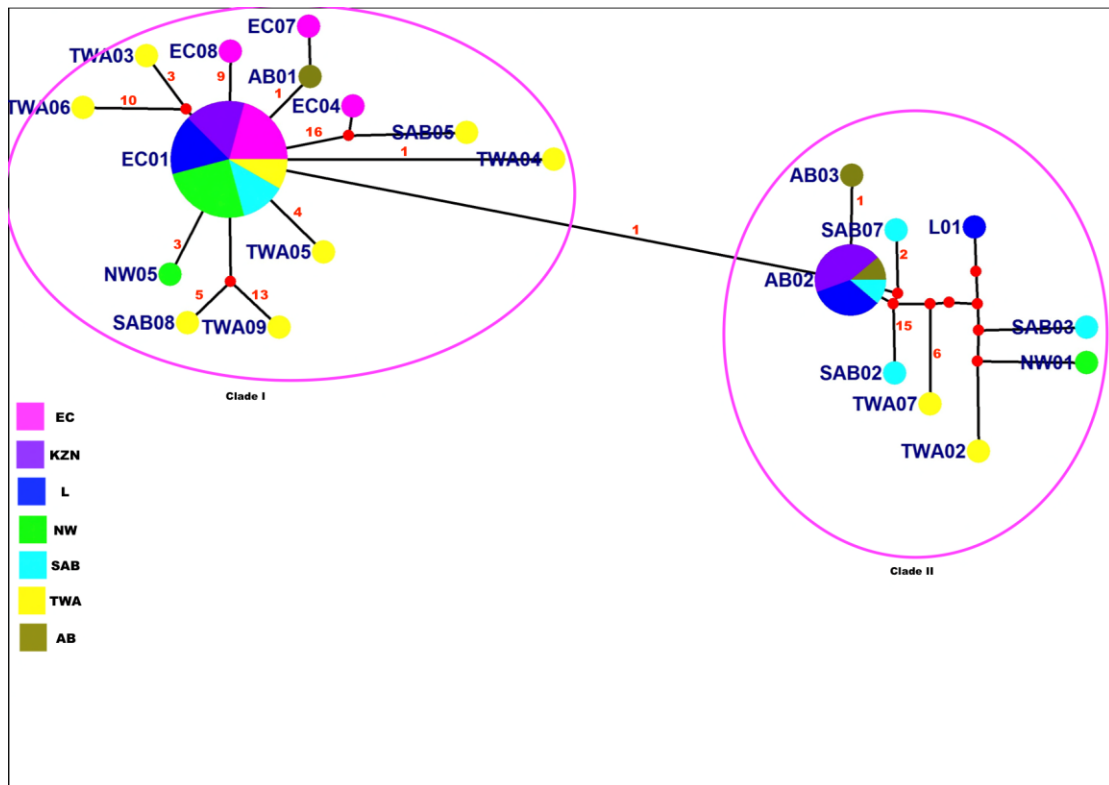 EC07
TWA03
EC08
3
9
AB01
1
EC04
TWA06
10
16
SAB05
EC01
1
TWA04
4
TWA05
3
NW05
5
13
SAB08
TWA09
Clade I
1
AB03
1
SAB07
L01
2
AB02
15
SAB03
6
NW01
SAB02
TWA07
TWA02
Clade II
EC
KZN
L
NW
SAB
TWA
AB